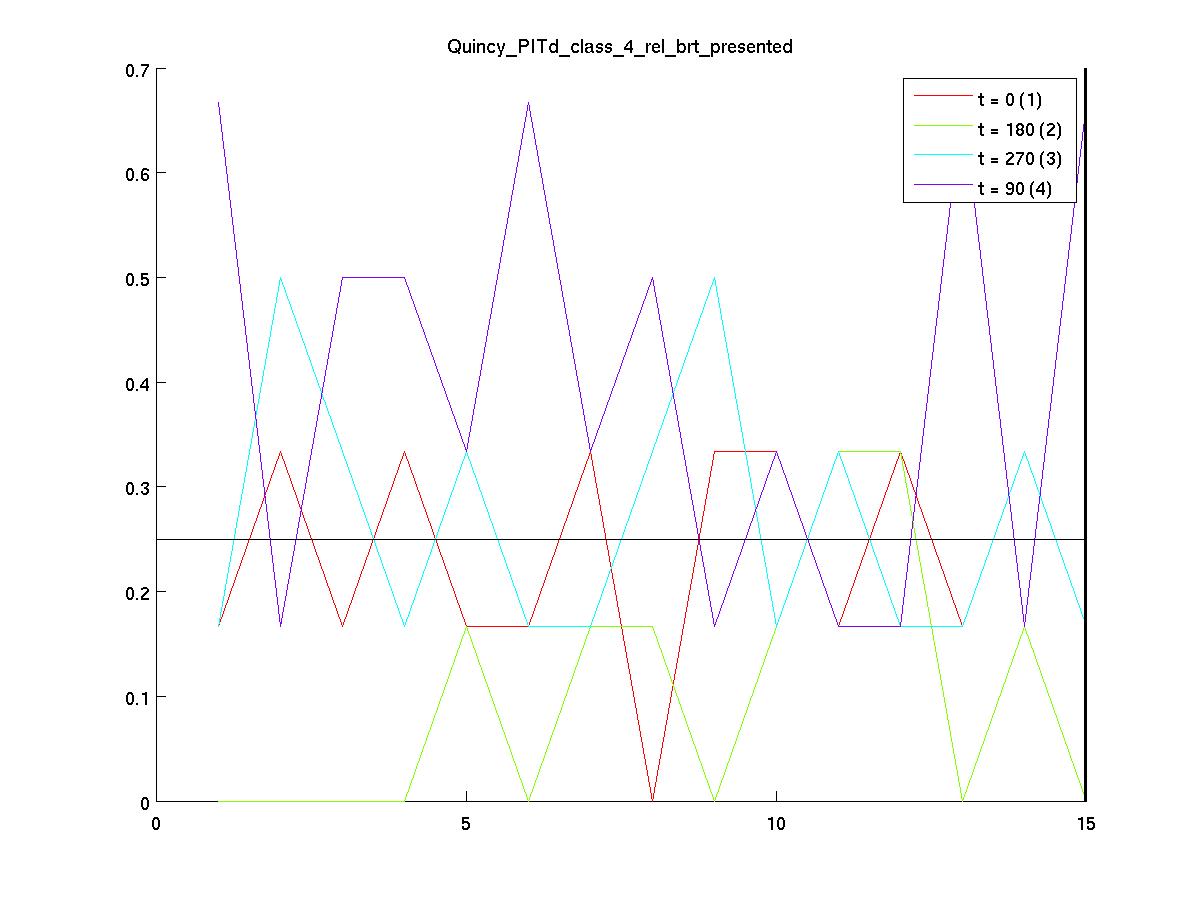 Quincy_PITd_class_4_rel_brt_presented
0.7
0.6
0.5
0.4
0.3
0.2
0.1
0
0 5 10 15
t = 0 (1)
t = 180 (2)
t = 270 (3)
t = 90 (4)